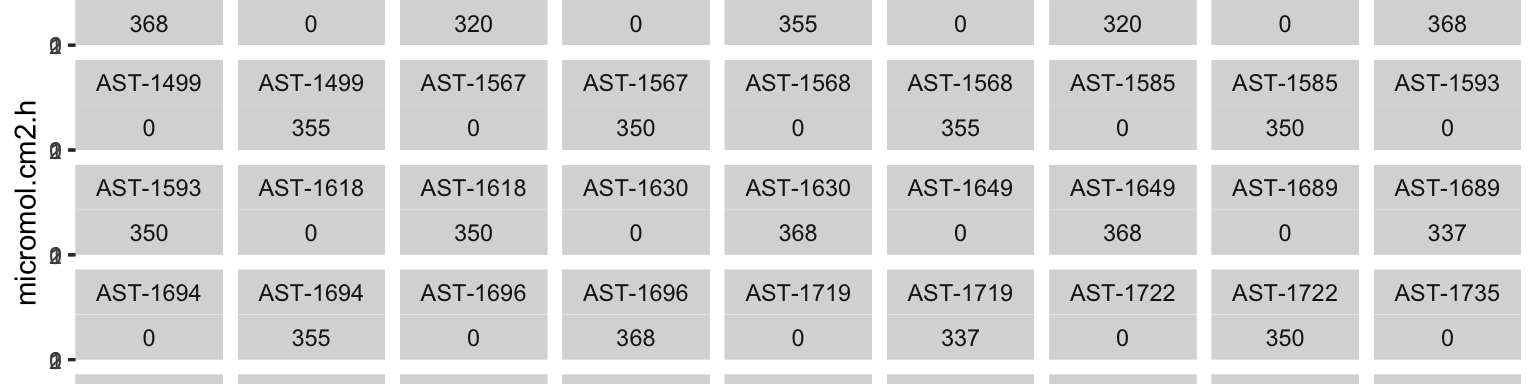 368 0 320 0 355 0 320 0 368
AST-1499 AST-1499 AST-1567 AST-1567 AST-1568 AST-1568 AST-1585 AST-1585 AST-1593
0 355 0 350 0 355 0 350 0
micromol.cm2.h
AST-1593 AST-1618 AST-1618 AST-1630 AST-1630 AST-1649 AST-1649 AST-1689 AST-1689
350 0 350 0 368 0 368 0 337
AST-1694 AST-1694 AST-1696 AST-1696 AST-1719 AST-1719 AST-1722 AST-1722 AST-1735
0 355 0 368 0 337 0 350 0